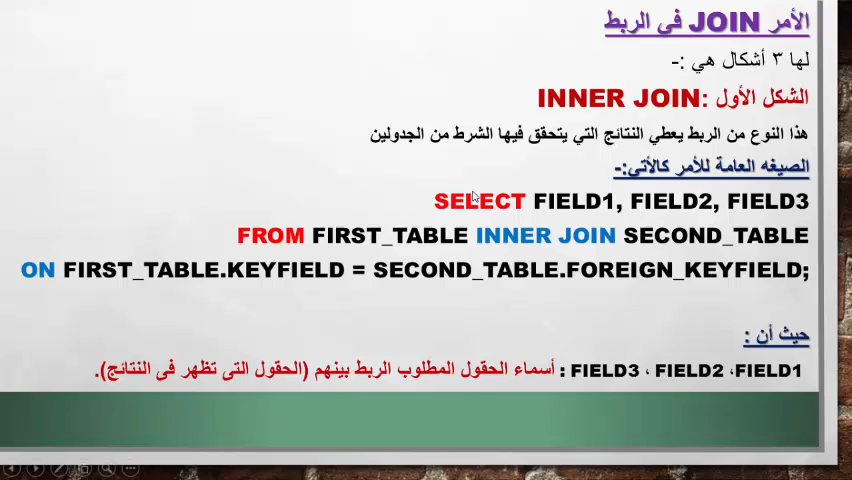 الأمر JOIN في الربط
لها ٣ أشكال هي :-
الشكل الأول :INNER JOIN
هذا النوع من الربط يعطي النتائج التي يتحقق فيها الشرط من الجدولين
الصيغه العامة للأمر كالأتي:-
SELECT FIELD1, FIELD2, FIELD3
FROM FIRST_TABLE INNER JOIN SECOND_TABLE
ON FIRST_TABLE.KEYFIELD = SECOND_TABLE.FOREIGN_KEYFIELD;
حيث أن :
FIELD1، FIELD2 ، FIELD3 : أسماء الحقول المطلوب الربط بينهم (الحقول التى تظهر فى النتائج).